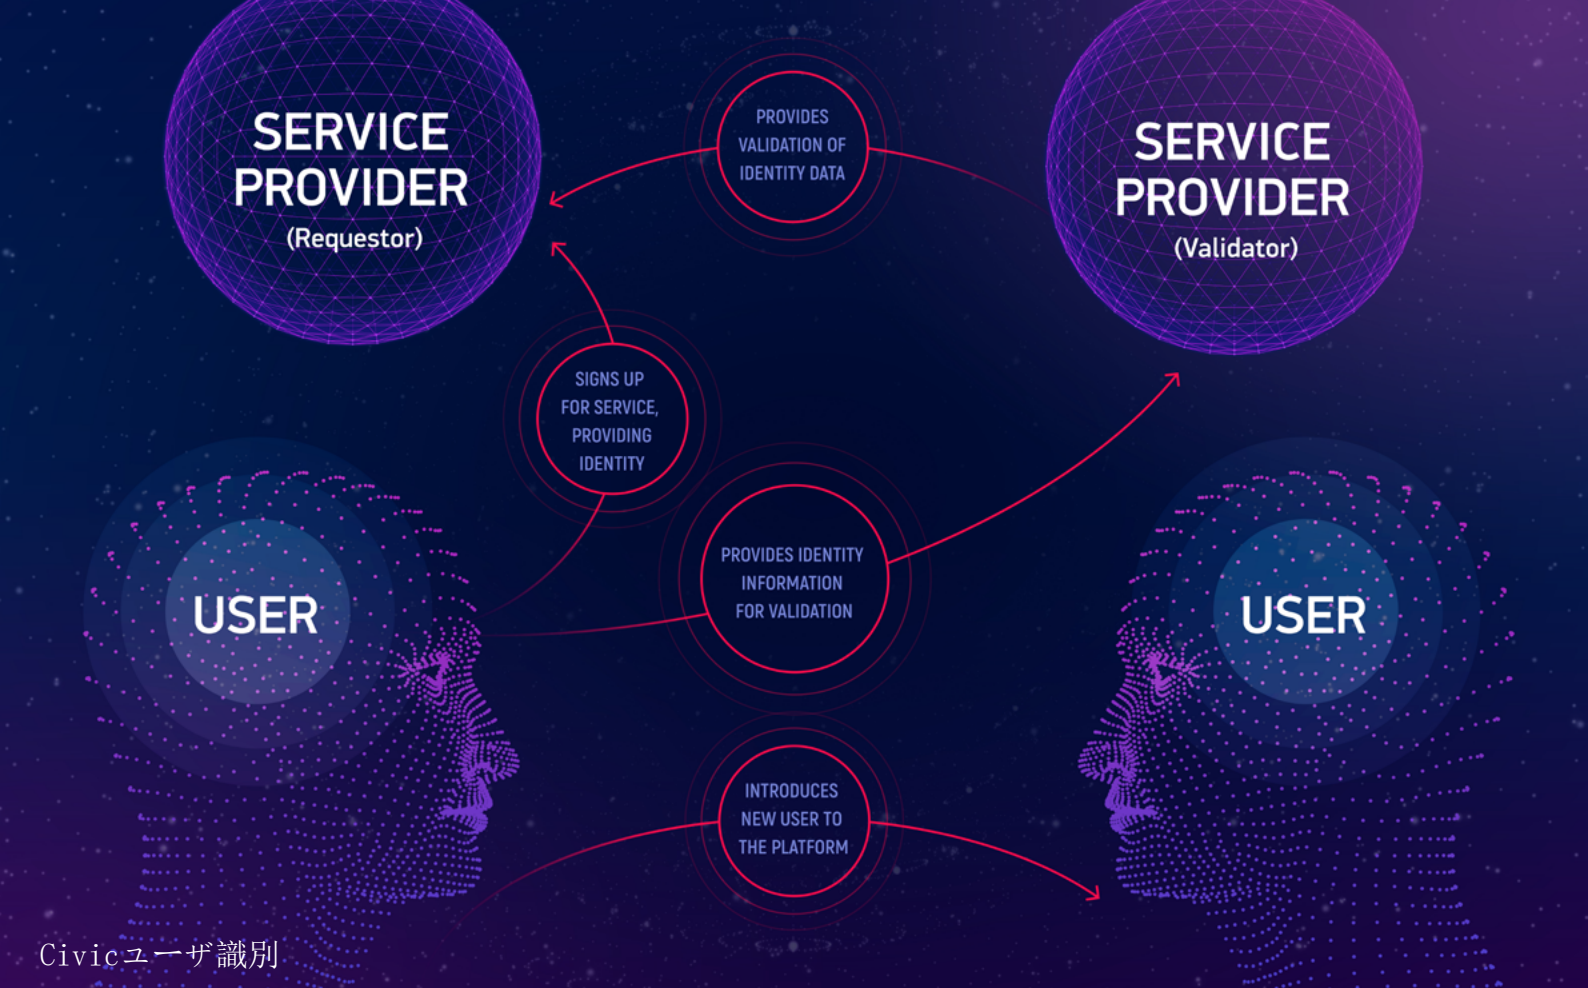 SERVICE
PROVIDER
(Requestor)
PROVIDES
VALIDATION OF
IDENTITY DATA
SERVICE
PROVIDER
(Validator)
SIGNS UP
FOR SERVICE,
PROVIDING
IDENTITY
PROVIDES IDENTITY
INFORMATION
FOR VALIDATION
USER
USER
INTRODUCES
NEW USER TO
THE PLATFORM
Civicユーザ識別